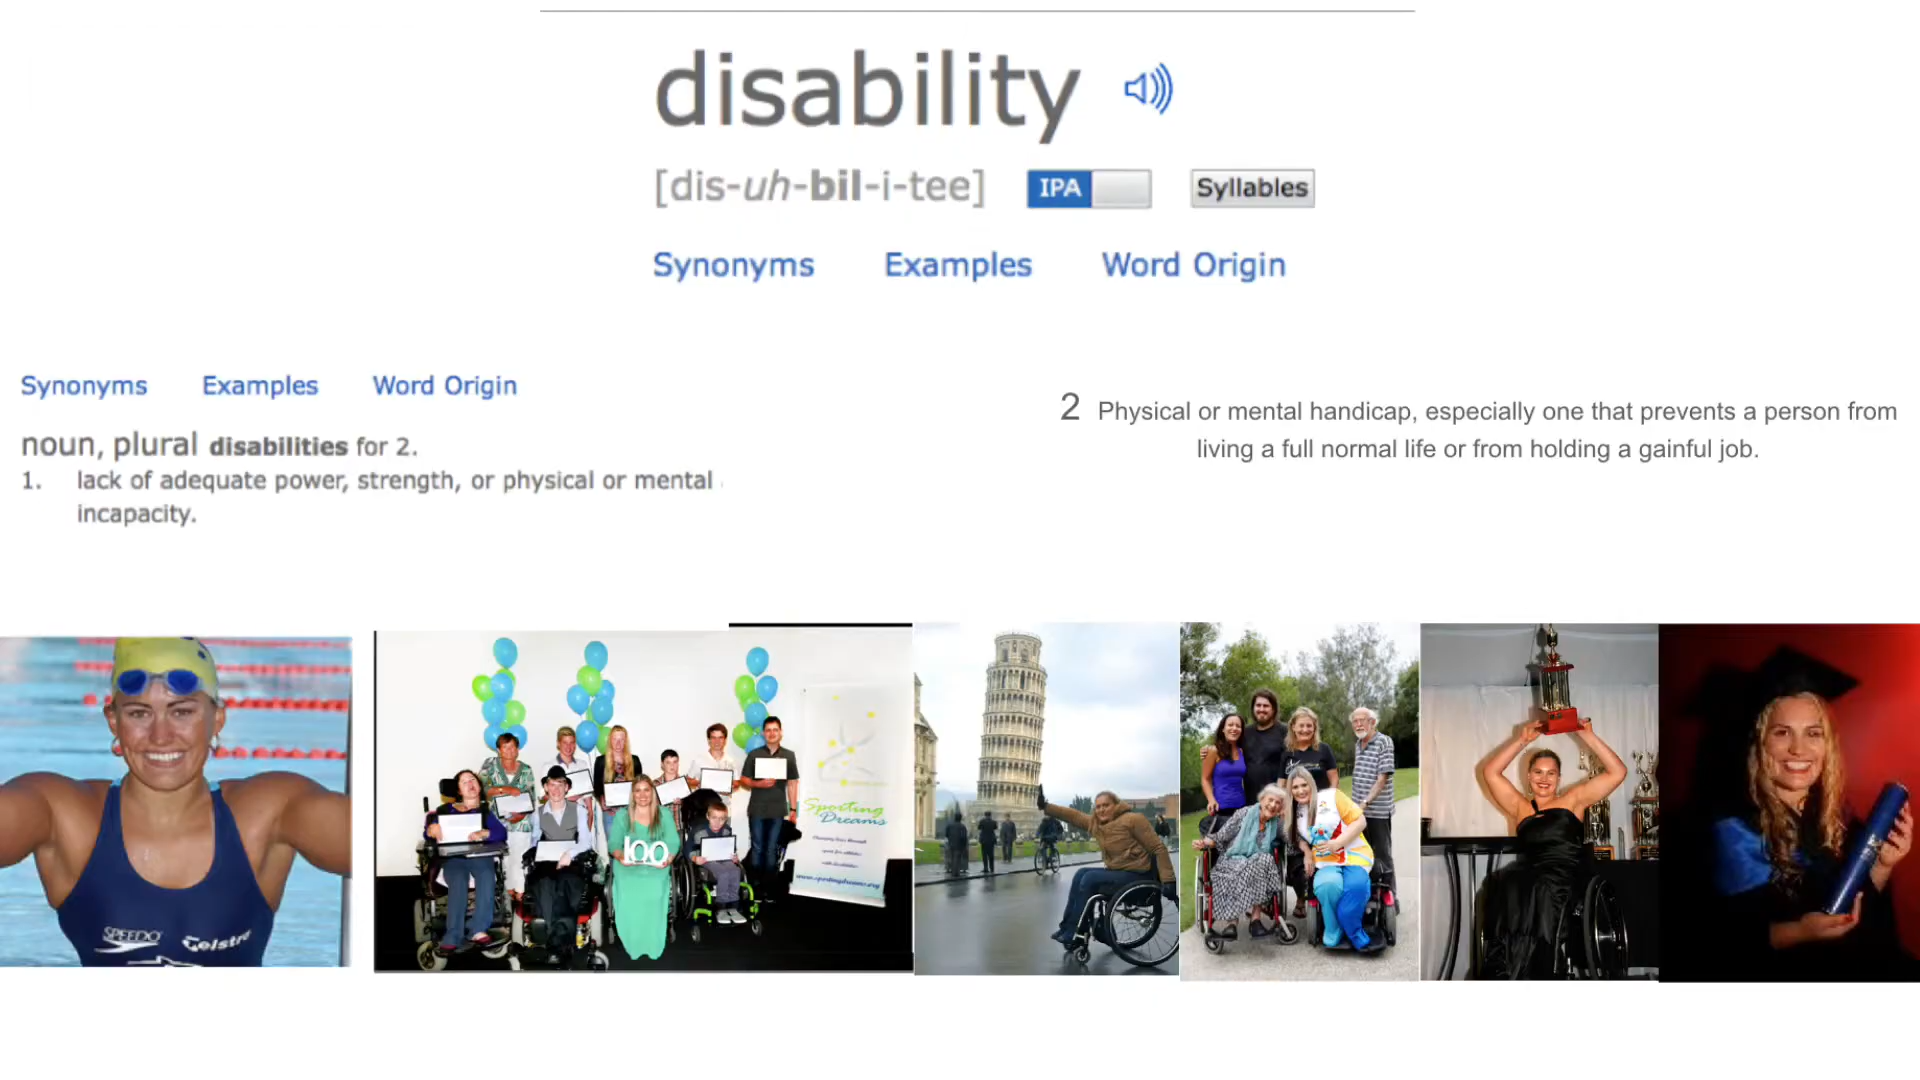 disability
[dis-uh-bil-i-tee] IPA Syllables
Synonyms Examples Word Origin
Synonyms Examples Word Origin
noun, plural disabilities for 2.
1. lack of adequate power, strength, or physical or mental
incapacity.
2 Physical or mental handicap, especially one that prevents a person from
living a full normal life or from holding a gainful job.
SPEEDO
Telstra
100
Sporting
Dreams